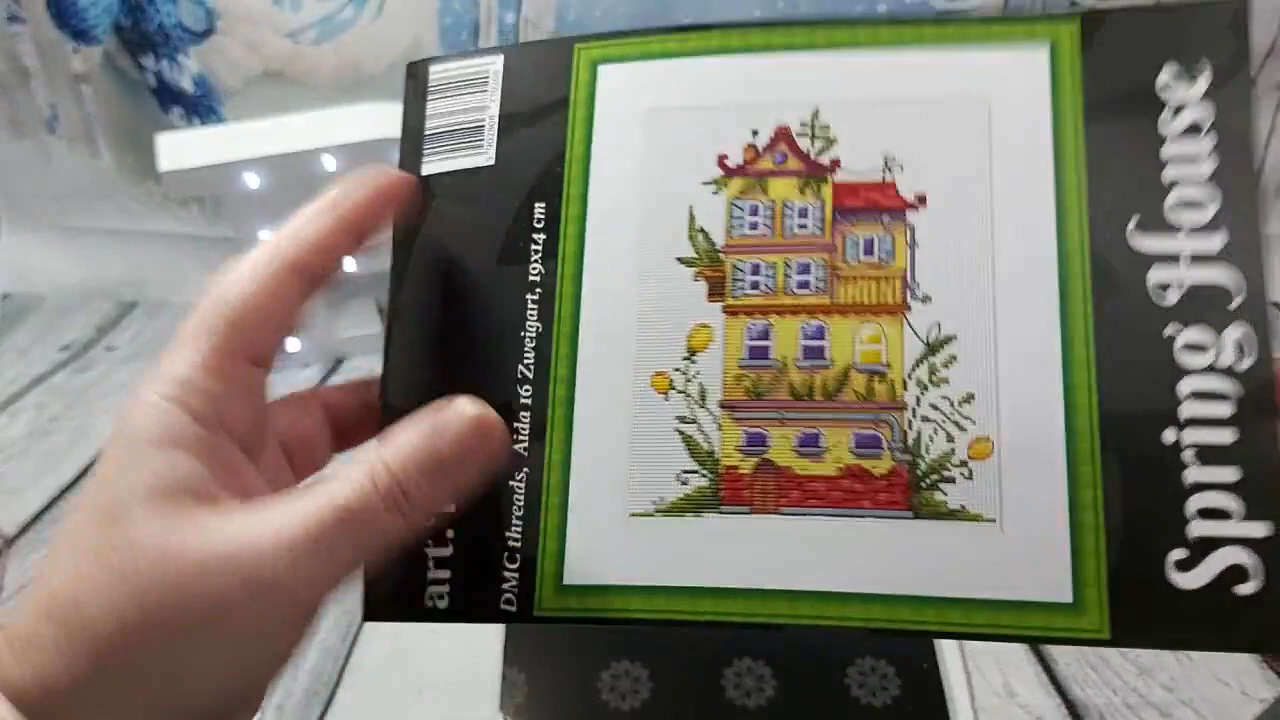 Spring House
DMC threads, Aida 16 Zweigart, 19x14 cm
art.